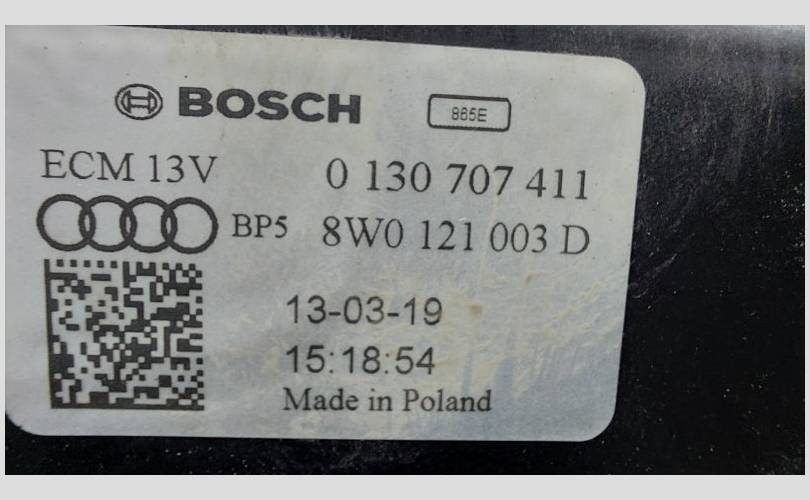 BOSCH 865E
ECM 13V 0 130 707 411
BP5 8W0 121 003 D
13-03-19
15:18:54
Made in Poland